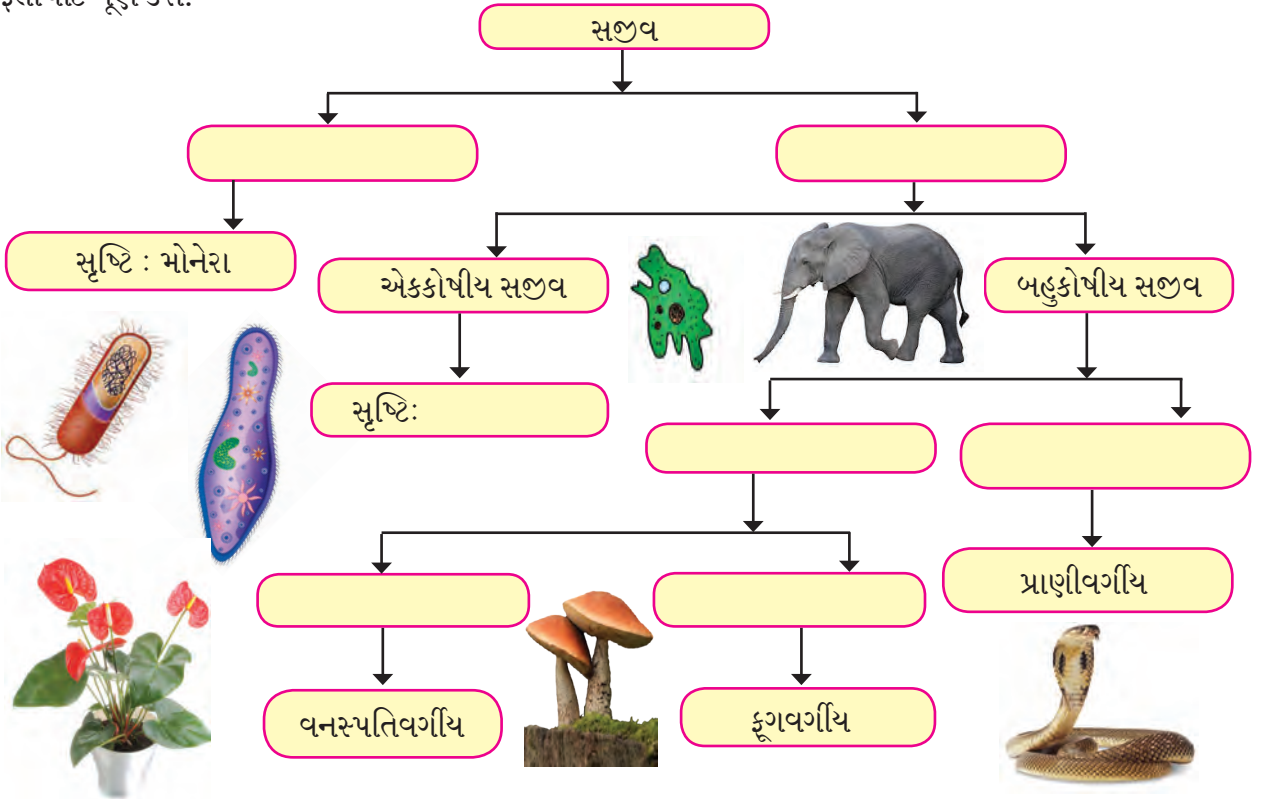 સજીવ
સૃષ્ટિ : મોનેરા
એકકોષીય સજીવ
બહુકોષીય સજીવ
સૃષ્ટિઃ
પ્રાણીવર્ગીય
વનસ્પતિવર્ગીય
ફૂગવર્ગીય